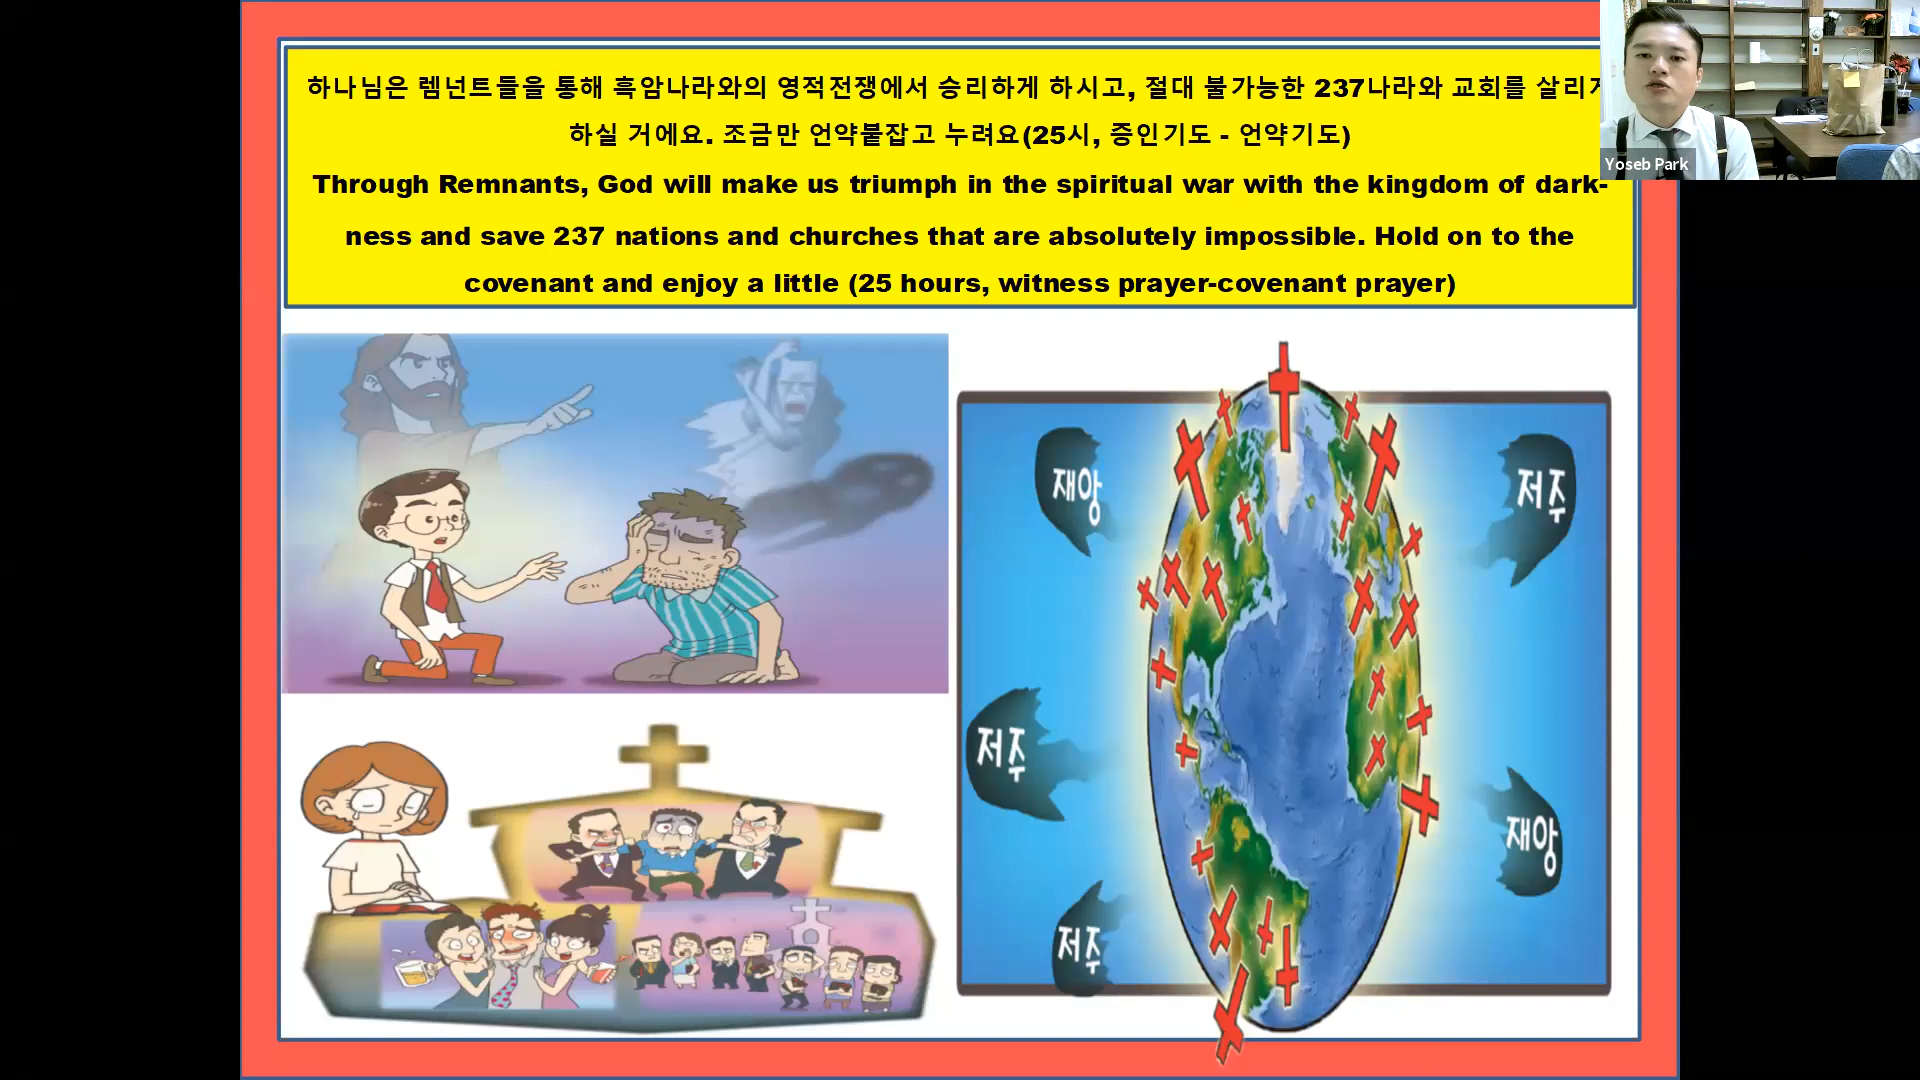 하나님은 렘넌트들을 통해 흑암나라와의 영적전쟁에서 승리하게 하시고, 절대 불가능한 237나라와 교회를 살리게
하실 거에요. 조금만 언약붙잡고 누려요(25시, 증인기도 - 언약기도)
Through Remnants, God will make us triumph in the spiritual war with the kingdom of dark-
ness and save 237 nations and churches that are absolutely impossible. Hold on to the
covenant and enjoy a little (25 hours, witness prayer-covenant prayer)
Yoseb Park
재앙
저주
저주
재앙
저주